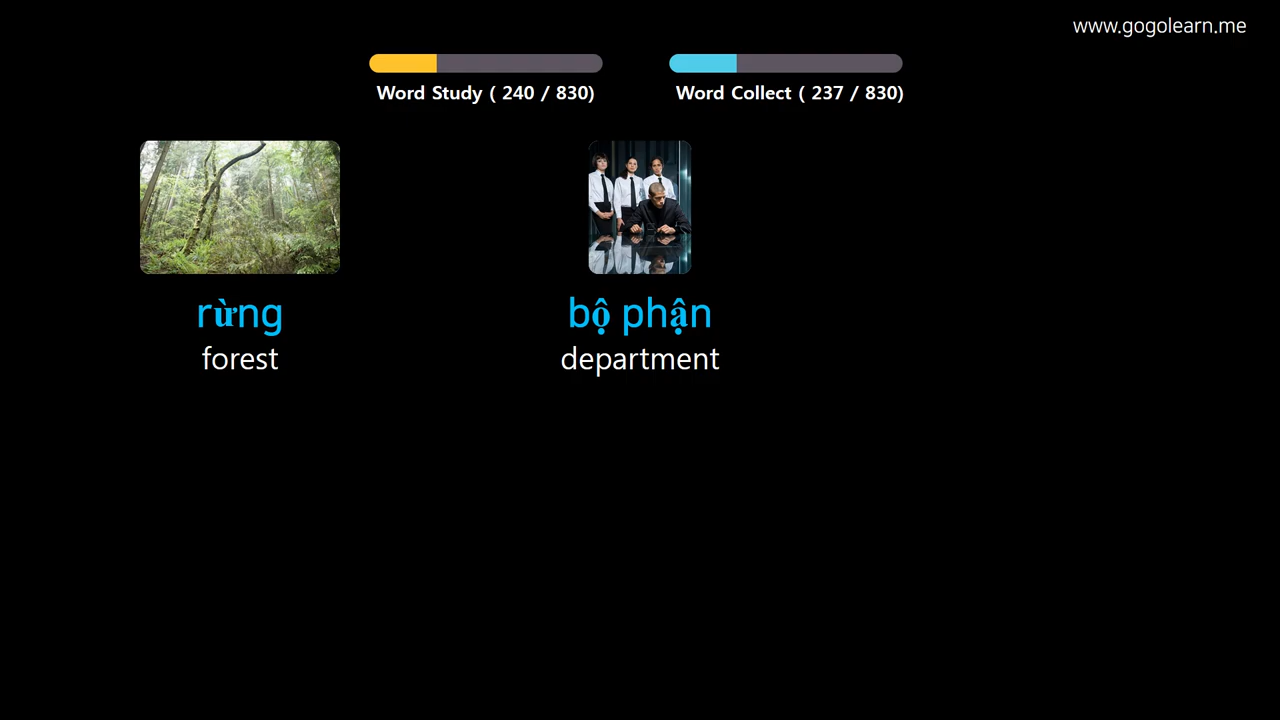 www.gogolearn.me
Word Study ( 240 / 830)
Word Collect ( 237 / 830)
rừng
forest
bộ phận
department